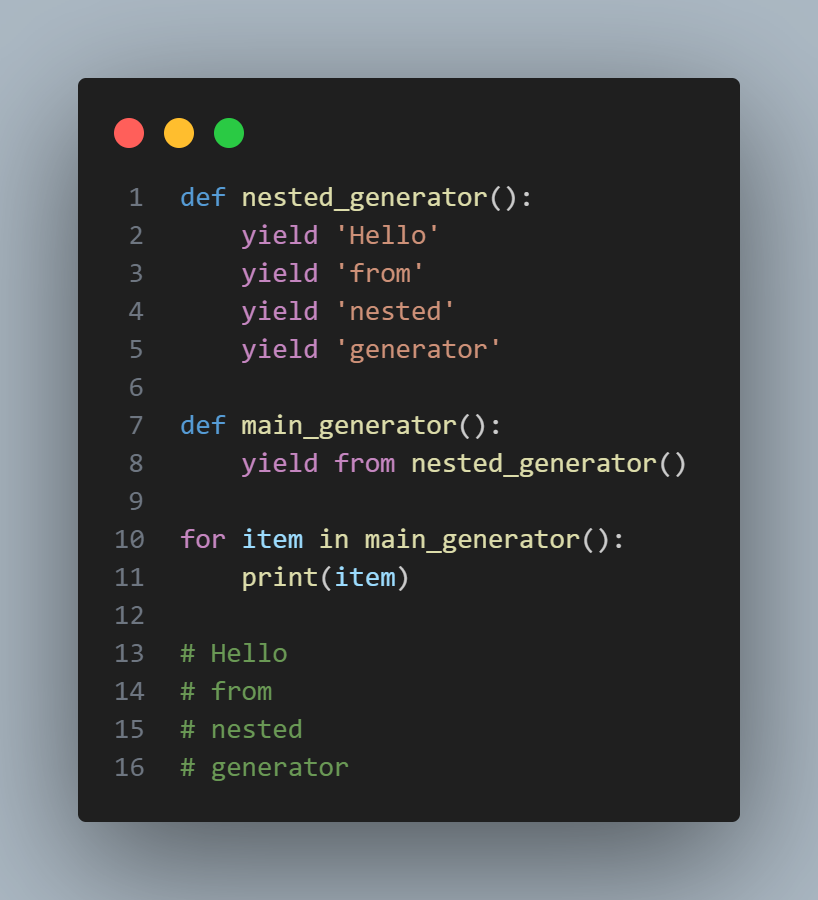 1 def nested_generator():
2     yield 'Hello'
3     yield 'from'
4     yield 'nested'
5     yield 'generator'
6
7 def main_generator():
8     yield from nested_generator()
9
10 for item in main_generator():
11     print(item)
12
13 # Hello
14 # from
15 # nested
16 # generator